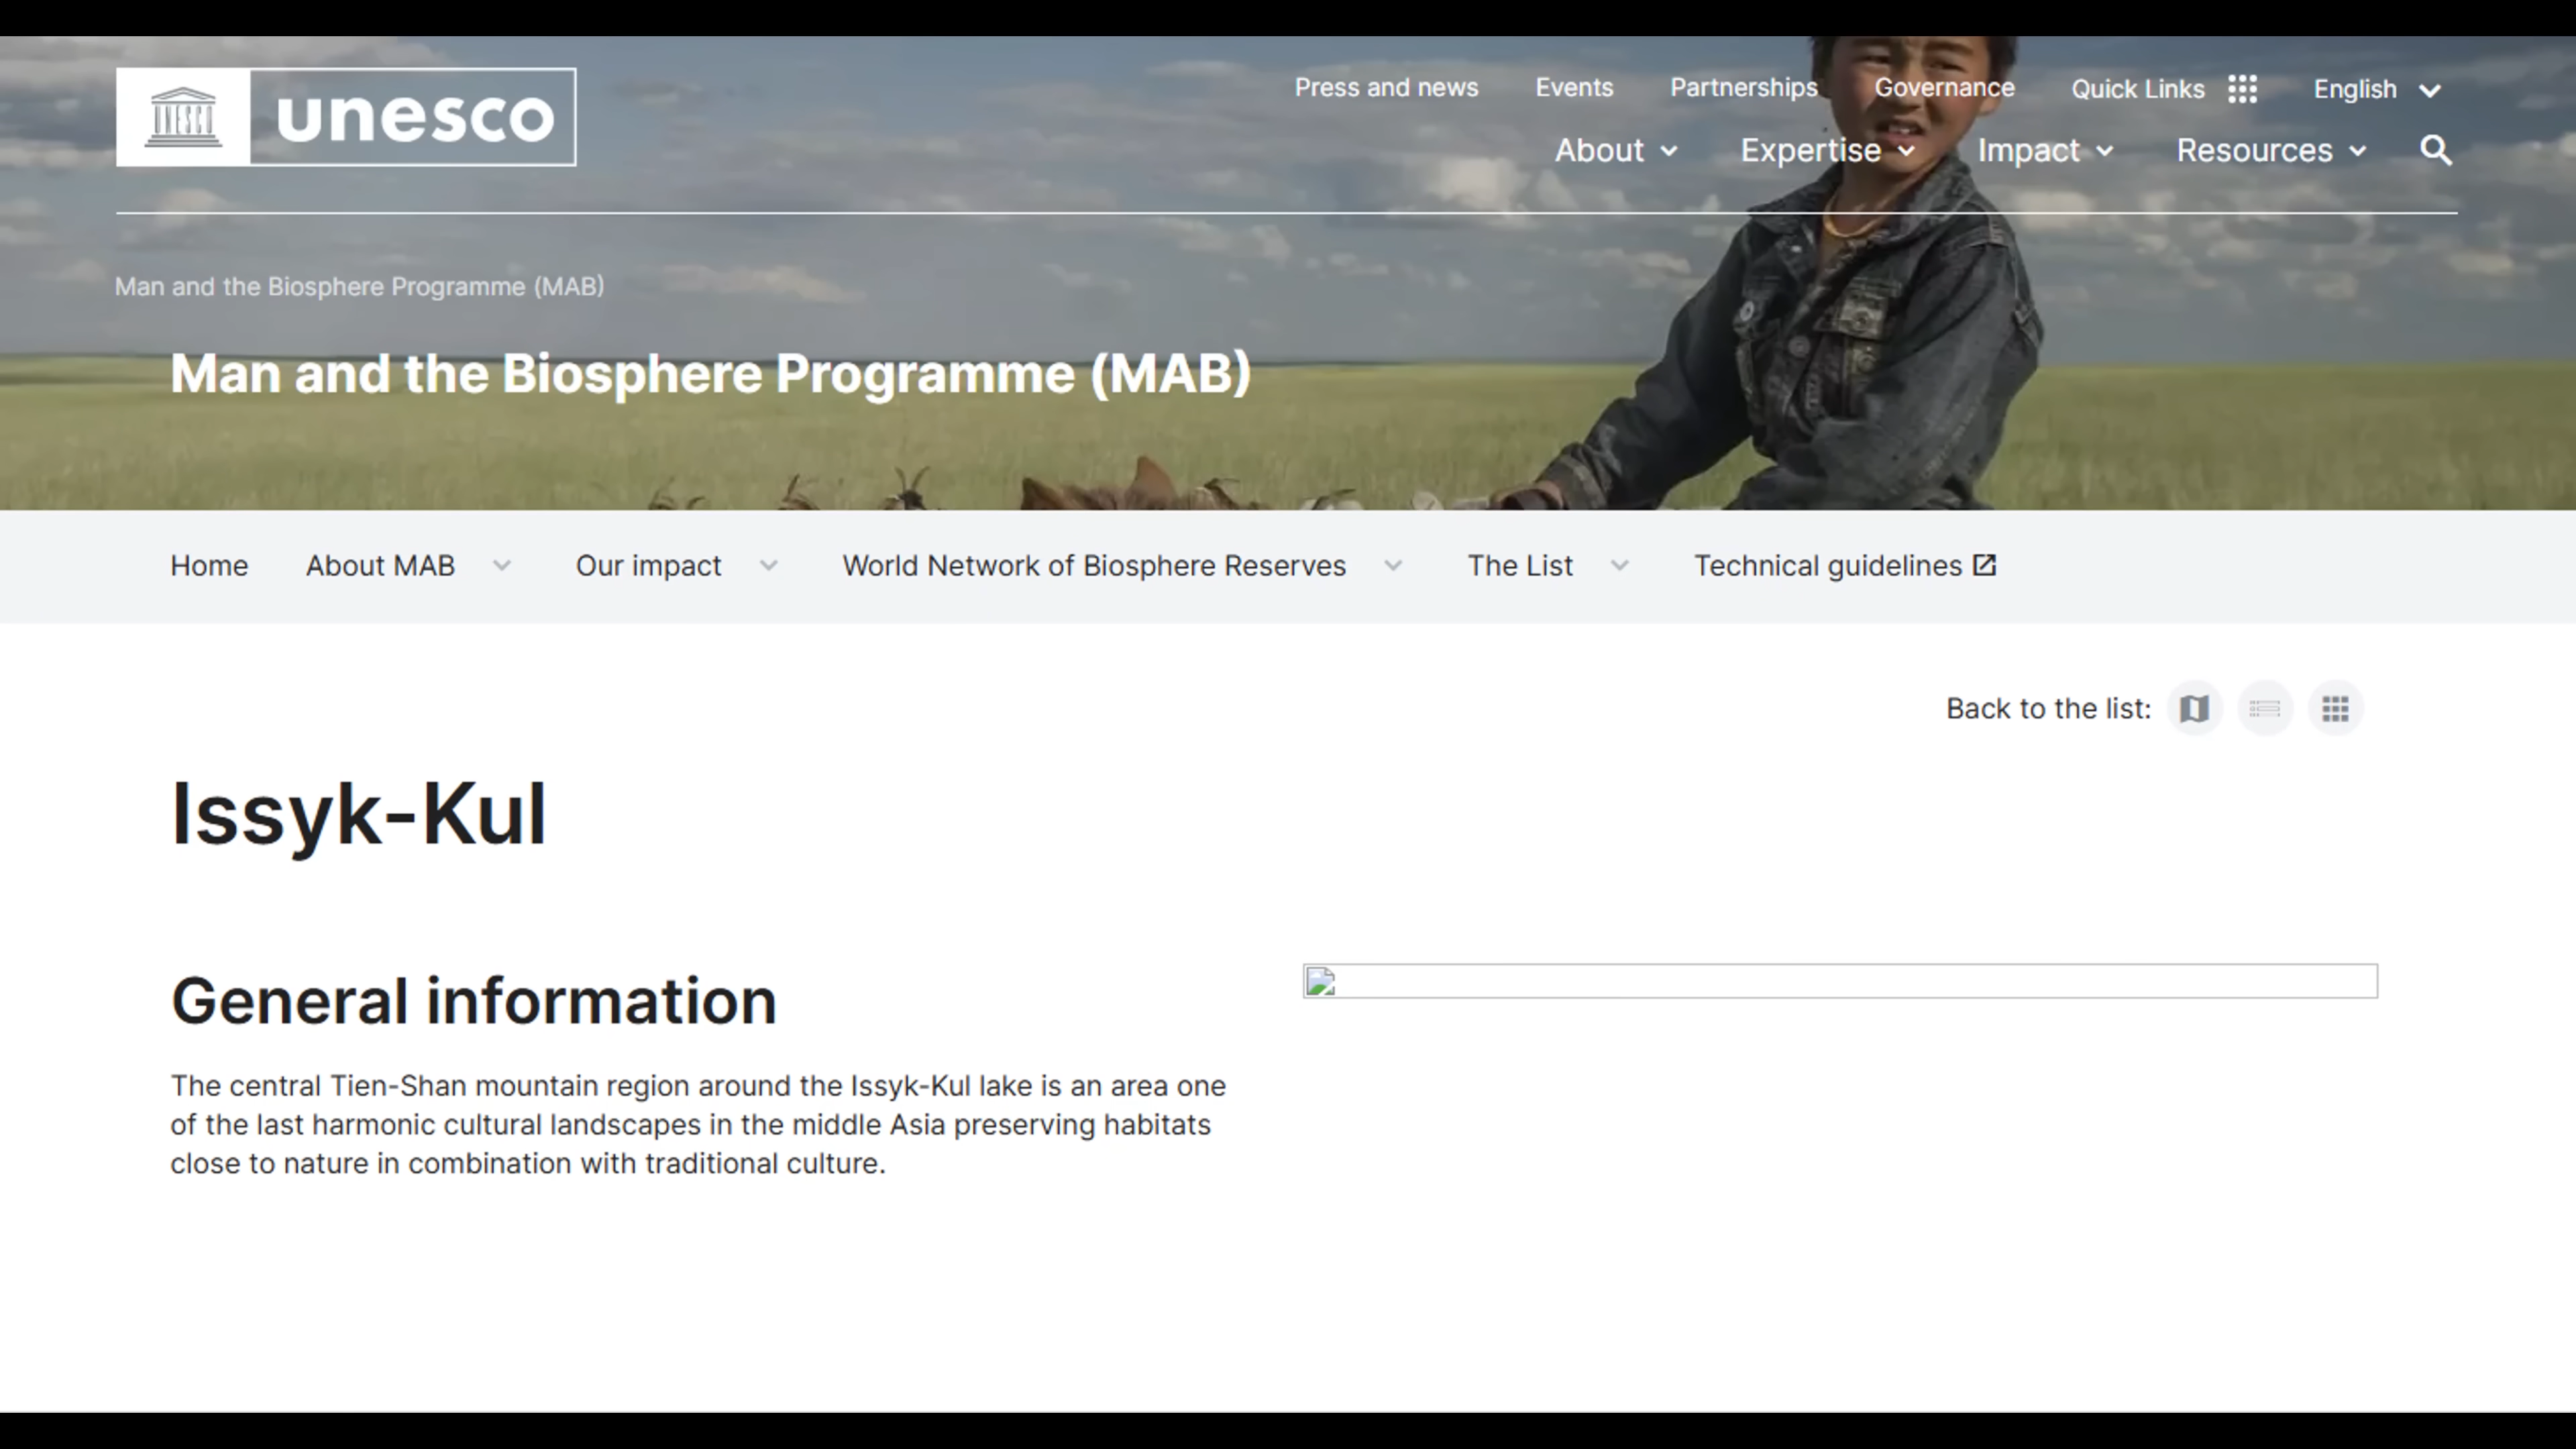 UNESCO
unesco
Press and news Events Partnerships Governance Quick Links English
About Expertise Impact Resources
Man and the Biosphere Programme (MAB)
Man and the Biosphere Programme (MAB)
Home About MAB Our impact World Network of Biosphere Reserves The List Technical guidelines
Back to the list:
Issyk-Kul
General information
The central Tien-Shan mountain region around the Issyk-Kul lake is an area one
of the last harmonic cultural landscapes in the middle Asia preserving habitats
close to nature in combination with traditional culture.